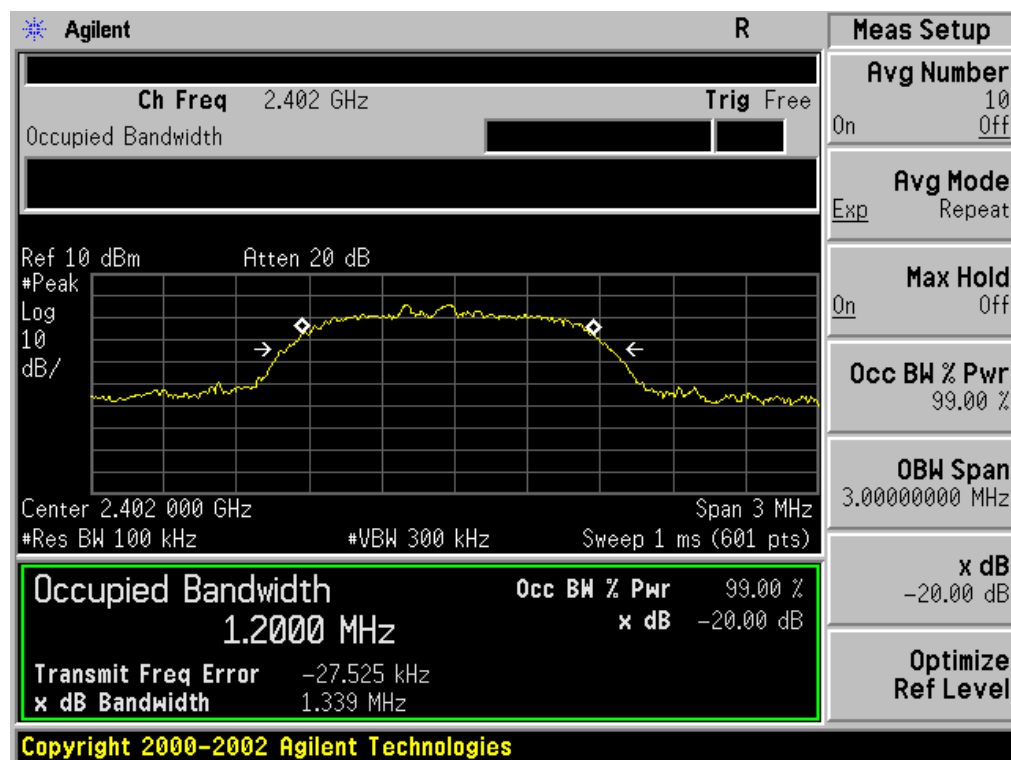 Agilent R Meas Setup
Ch Freq 2.402 GHz Trig Free
Occupied Bandwidth
Ref 10 dBm Atten 20 dB
#Peak
Log
10
dB/
Center 2.402 000 GHz Span 3 MHz
#Res BW 100 kHz #VBW 300 kHz Sweep 1 ms (601 pts)
Occupied Bandwidth Occ BW % Pwr 99.00 %
1.2000 MHz x dB -20.00 dB
Transmit Freq Error -27.525 kHz
x dB Bandwidth 1.339 MHz
Avg Number
10
On Off
Avg Mode
Exp Repeat
Max Hold
On Off
Occ BW % Pwr
99.00 %
OBW Span
3.00000000 MHz
x dB
-20.00 dB
Optimize
Ref Level
Copyright 2000-2002 Agilent Technologies